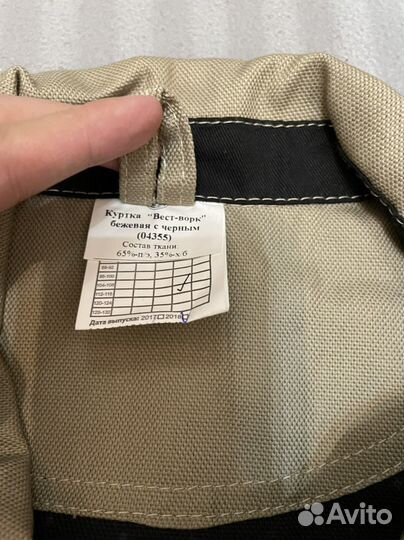 Куртка "Вест-ворк"
бежевая с черным
(04355)
Состав ткани:
65%-п/э, 35%-х/б
88-92
96-100
104-108
112-116
120-124
128-132
Дата выпуска: 2017 2018
Avito